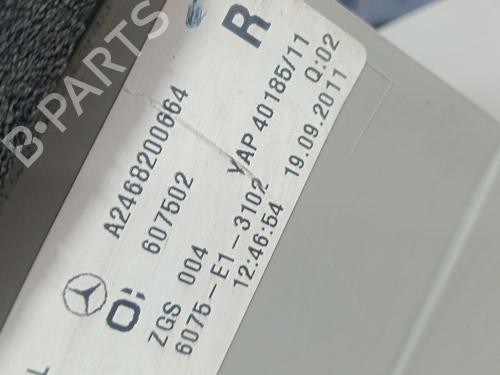 R
A2468200664
607502 YAP 40185/11
ZGS 004 Q:02
6075-E1-3102
12:46:54 19.09.2011
L
B-PARTS